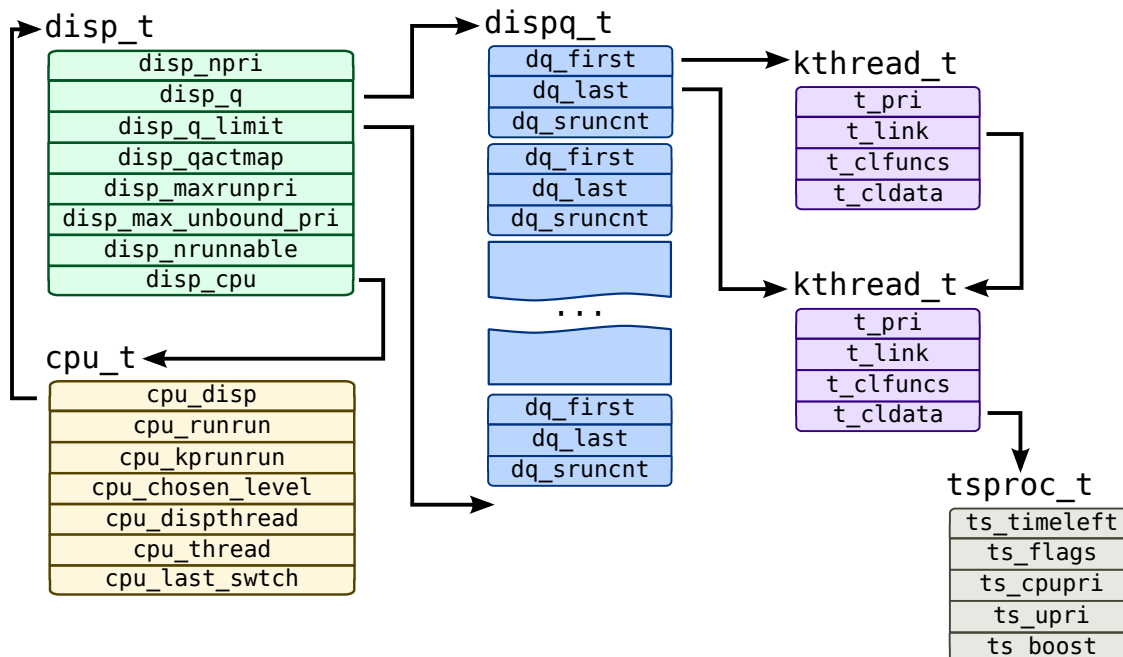 disp_t
disp_npri
disp_q
disp_q_limit
disp_qactmap
disp_maxrunpri
disp_max_unbound_pri
disp_nrunnable
disp_cpu
cpu_t
cpu_disp
cpu_runrun
cpu_kprunrun
cpu_chosen_level
cpu_dispthread
cpu_thread
cpu_last_swtch
dispq_t
dq_first
dq_last
dq_sruncnt
dq_first
dq_last
dq_sruncnt
...
dq_first
dq_last
dq_sruncnt
kthread_t
t_pri
t_link
t_clfuncs
t_cldata
kthread_t
t_pri
t_link
t_clfuncs
t_cldata
tsproc_t
ts_timeleft
ts_flags
ts_cpupri
ts_upri
ts_boost